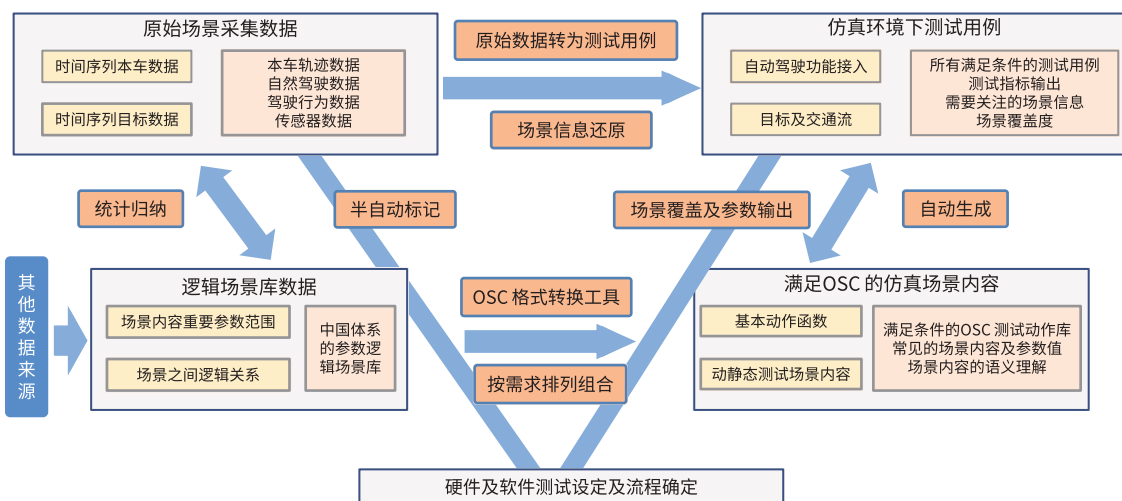 原始场景采集数据
时间序列本车数据
时间序列目标数据
本车轨迹数据
自然驾驶数据
驾驶行为数据
传感器数据
原始数据转为测试用例
场景信息还原
仿真环境下测试用例
自动驾驶功能接入
目标及交通流
所有满足条件的测试用例
测试指标输出
需要关注的场景信息
场景覆盖度
统计归纳
半自动标记
场景覆盖及参数输出
自动生成
其他数据来源
逻辑场景库数据
场景内容重要参数范围
场景之间逻辑关系
中国体系
的参数逻
辑场景库
OSC 格式转换工具
按需求排列组合
满足OSC 的仿真场景内容
基本动作函数
动静态测试场景内容
满足条件的OSC 测试动作库
常见的场景内容及参数值
场景内容的语义理解
硬件及软件测试设定及流程确定